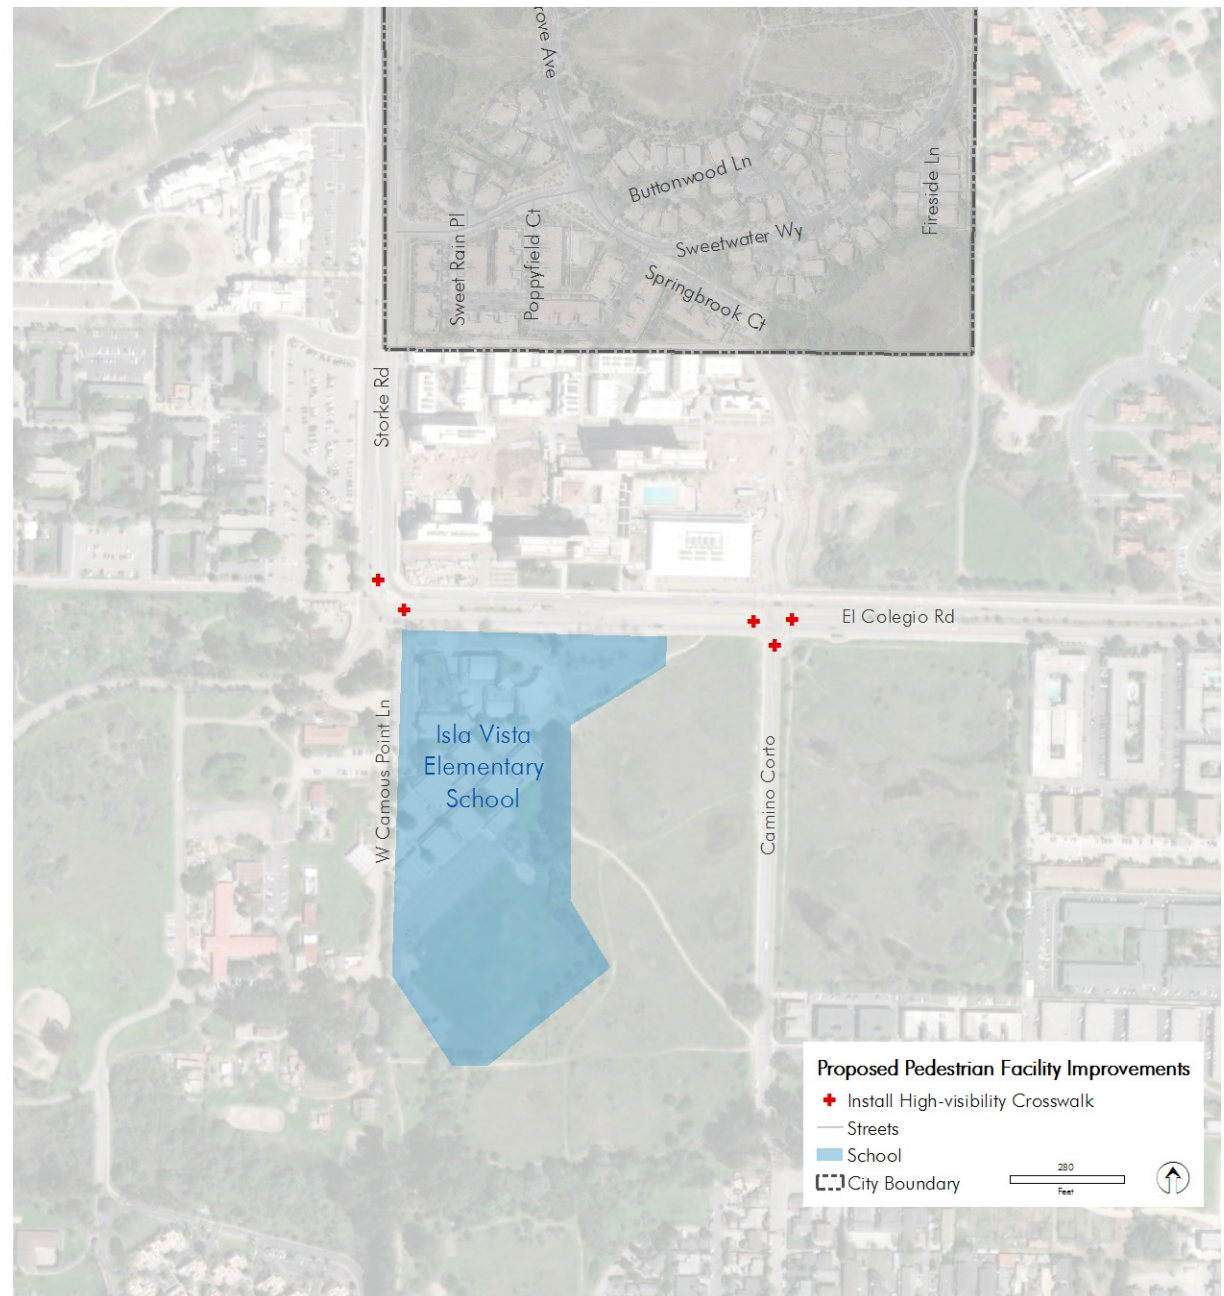 rove Ave
Buttonwood Ln
Fireside Ln
Sweet Rain Pl
Poppyfield Ct
Sweetwater Wy
Springbrook Ct
Storke Rd
El Colegio Rd
W Camous Point Ln
Isla Vista
Elementary
School
Camino Corto
Proposed Pedestrian Facility Improvements
Install High-visibility Crosswalk
Streets
School
City Boundary
280
Feet